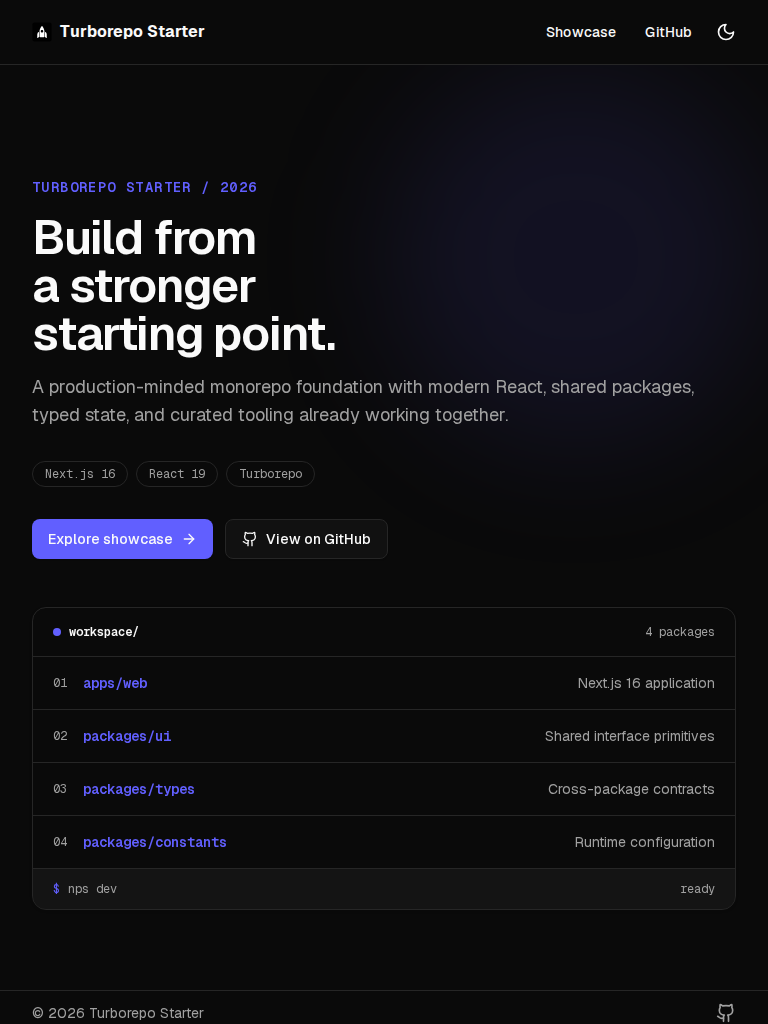 Turborepo Starter
Showcase
GitHub
TURBOREPO STARTER / 2026
Build from
a stronger
starting point.
A production-minded monorepo foundation with modern React, shared packages,
typed state, and curated tooling already working together.
Next.js 16
React 19
Turborepo
Explore showcase
View on GitHub
workspace/
4 packages
01 apps/web Next.js 16 application
02 packages/ui Shared interface primitives
03 packages/types Cross-package contracts
04 packages/constants Runtime configuration
$ nps dev ready
© 2026 Turborepo Starter